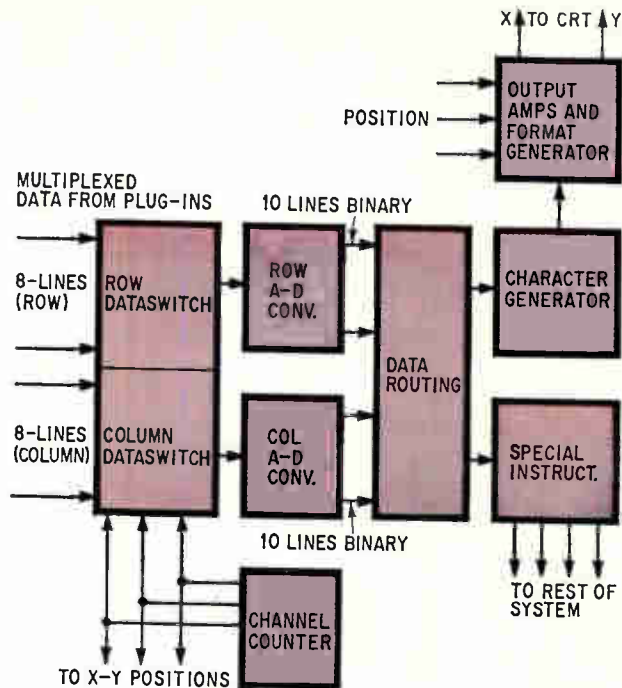 X TO CRT Y
OUTPUT
AMPS AND
FORMAT
GENERATOR
POSITION
MULTIPLEXED
DATA FROM PLUG-INS
10 LINES BINARY
8-LINES
(ROW)
ROW
DATASWITCH
ROW
A-D
CONV.
CHARACTER
GENERATOR
DATA
ROUTING
8-LINES
(COLUMN)
COLUMN
DATASWITCH
COL
A-D
CONV.
SPECIAL
INSTRUCT.
10 LINES BINARY
CHANNEL
COUNTER
TO REST OF
SYSTEM
TO X-Y POSITIONS